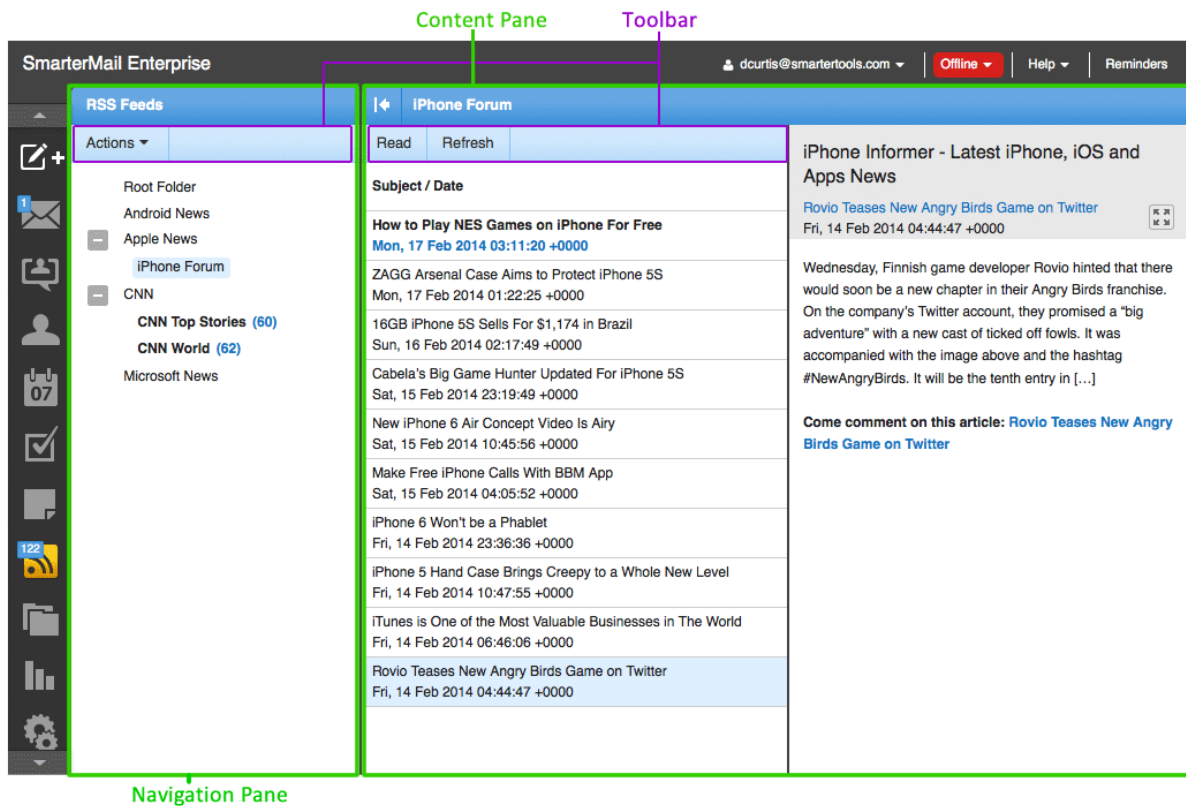 Content Pane
Toolbar
SmarterMail Enterprise
dcurtis@smartertools.com
Offline
Help
Reminders
RSS Feeds
iPhone Forum
Actions
Read
Refresh
+
1
07
122
Root Folder
Android News
Apple News
iPhone Forum
CNN
CNN Top Stories (60)
CNN World (62)
Microsoft News
Subject / Date
How to Play NES Games on iPhone For Free
Mon, 17 Feb 2014 03:11:20 +0000
ZAGG Arsenal Case Aims to Protect iPhone 5S
Mon, 17 Feb 2014 01:22:25 +0000
16GB iPhone 5S Sells For $1,174 in Brazil
Sun, 16 Feb 2014 02:17:49 +0000
Cabela's Big Game Hunter Updated For iPhone 5S
Sat, 15 Feb 2014 23:19:49 +0000
New iPhone 6 Air Concept Video Is Airy
Sat, 15 Feb 2014 10:45:56 +0000
Make Free iPhone Calls With BBM App
Sat, 15 Feb 2014 04:05:52 +0000
iPhone 6 Won't be a Phablet
Fri, 14 Feb 2014 23:36:36 +0000
iPhone 5 Hand Case Brings Creepy to a Whole New Level
Fri, 14 Feb 2014 10:47:55 +0000
iTunes is One of the Most Valuable Businesses in The World
Fri, 14 Feb 2014 06:46:06 +0000
Rovio Teases New Angry Birds Game on Twitter
Fri, 14 Feb 2014 04:44:47 +0000
iPhone Informer - Latest iPhone, iOS and
Apps News
Rovio Teases New Angry Birds Game on Twitter
Fri, 14 Feb 2014 04:44:47 +0000
Wednesday, Finnish game developer Rovio hinted that there
would soon be a new chapter in their Angry Birds franchise.
On the company's Twitter account, they promised a “big
adventure” with a new cast of ticked off fowls. It was
accompanied with the image above and the hashtag
#NewAngryBirds. It will be the tenth entry in […]
Come comment on this article: Rovio Teases New Angry
Birds Game on Twitter
Navigation Pane